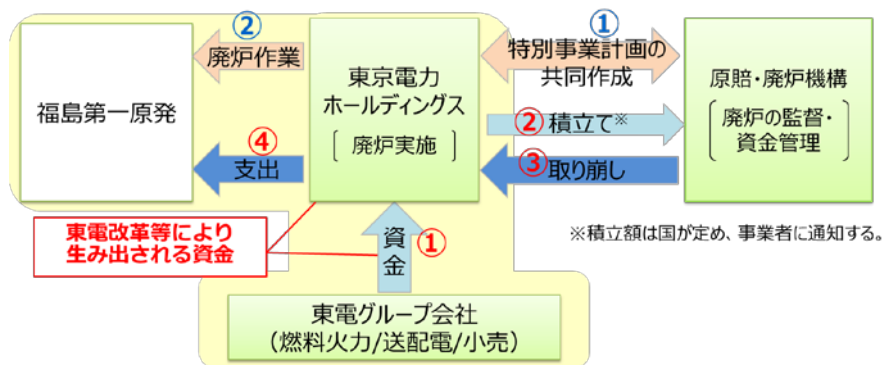 ②
廃炉作業
福島第一原発
④
支出
東京電力
ホールディングス
〔 廃炉実施 〕
①
特別事業計画の
共同作成
②積立て※
③取り崩し
原賠・廃炉機構
〔廃炉の監督・
資金管理〕
東電改革等により
生み出される資金
資金
①
※積立額は国が定め、事業者に通知する。
東電グループ会社
（燃料火力/送配電/小売）